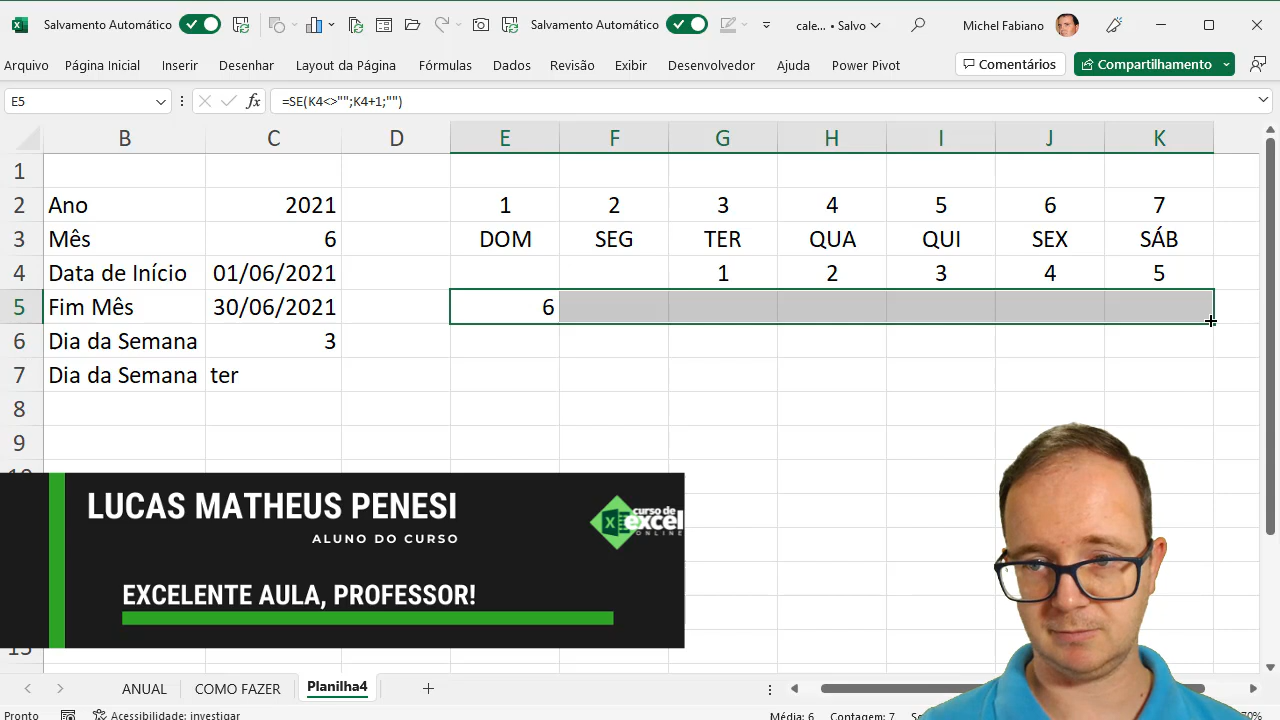 Salvamento Automático Salvamento Automático cale... • Salvo Michel Fabiano
Arquivo Página Inicial Inserir Desenhar Layout da Página Fórmulas Dados Revisão Exibir Desenvolvedor Ajuda Power Pivot Comentários Compartilhamento
E5 fx =SE(K4<>"";K4+1;"")
B C D E F G H I J K
1
2 Ano 2021 1 2 3 4 5 6 7
3 Mês 6 DOM SEG TER QUA QUI SEX SÁB
4 Data de Início 01/06/2021 1 2 3 4 5
5 Fim Mês 30/06/2021 6
6 Dia da Semana 3
7 Dia da Semana ter
8
9
LUCAS MATHEUS PENESI
ALUNO DO CURSO
curso de
excel
ONLINE
EXCELENTE AULA, PROFESSOR!
ANUAL COMO FAZER Planilha4
Pronto Acessibilidade: investigar Média: 6 Contagem: 7